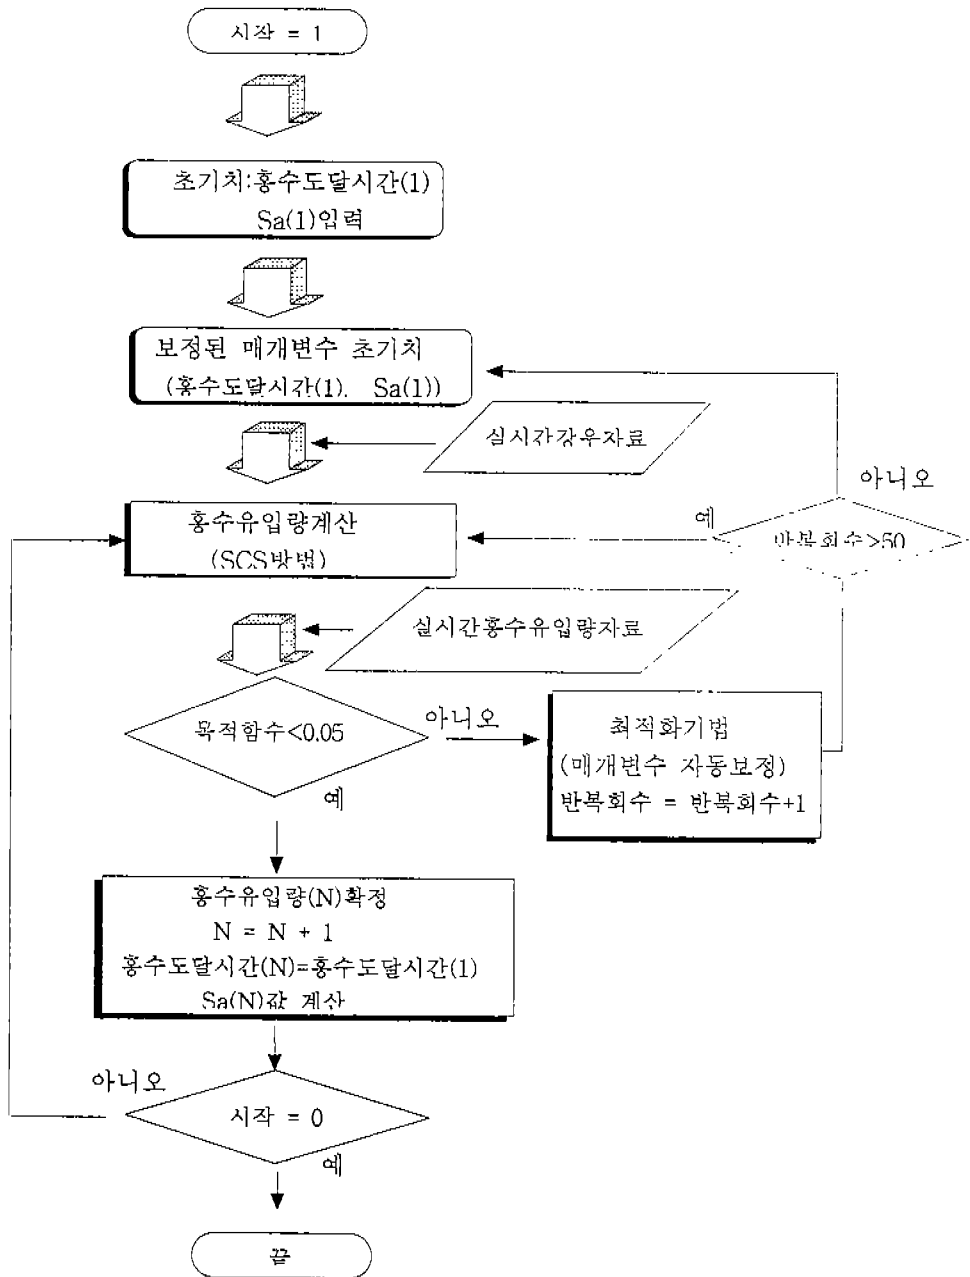 시작 = 1
초기치:홍수도달시간(1)
Sa(1)입력
보정된 매개변수 초기치
(홍수도달시간(1). Sa(1))
실시간강우자료
아니오
홍수유입량계산
(SCS방법)
예
반복회수>50
실시간홍수유입량자료
목적함수<0.05
아니오
최적화기법
(매개변수 자동보정)
반복회수 = 반복회수+1
예
홍수유입량(N)확정
N = N + 1
홍수도달시간(N)=홍수도달시간(1)
Sa(N)값 계산
아니오
시작 = 0
예
끝